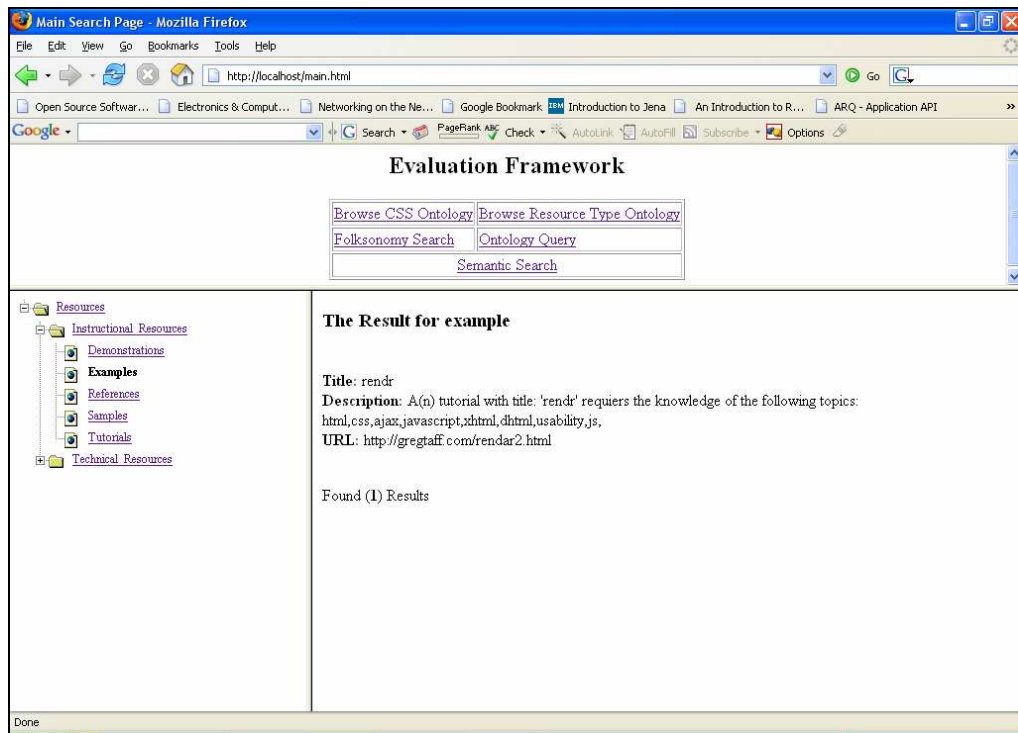 Main Search Page - Mozilla Firefox
File Edit View Go Bookmarks Tools Help
http://localhost/main.html Go G
Open Source Softwar... Electronics & Comput... Networking on the Ne... Google Bookmark IBM Introduction to Jena An Introduction to R... ARQ - Application API »
Google G Search PageRank ABC Check AutoLink AutoFill Subscribe Options
Evaluation Framework
Browse CSS Ontology Browse Resource Type Ontology
Folksonomy Search Ontology Query
Semantic Search
Resources
Instructional Resources
Demonstrations
Examples
References
Samples
Tutorials
Technical Resources
The Result for example
Title: rendr
Description: A(n) tutorial with title: 'rendr' requiers the knowledge of the following topics:
html,css,ajax,javascript,xhtml,dhtml,usability,js,
URL: http://gregtaff.com/rendar2.html
Found (1) Results
Done